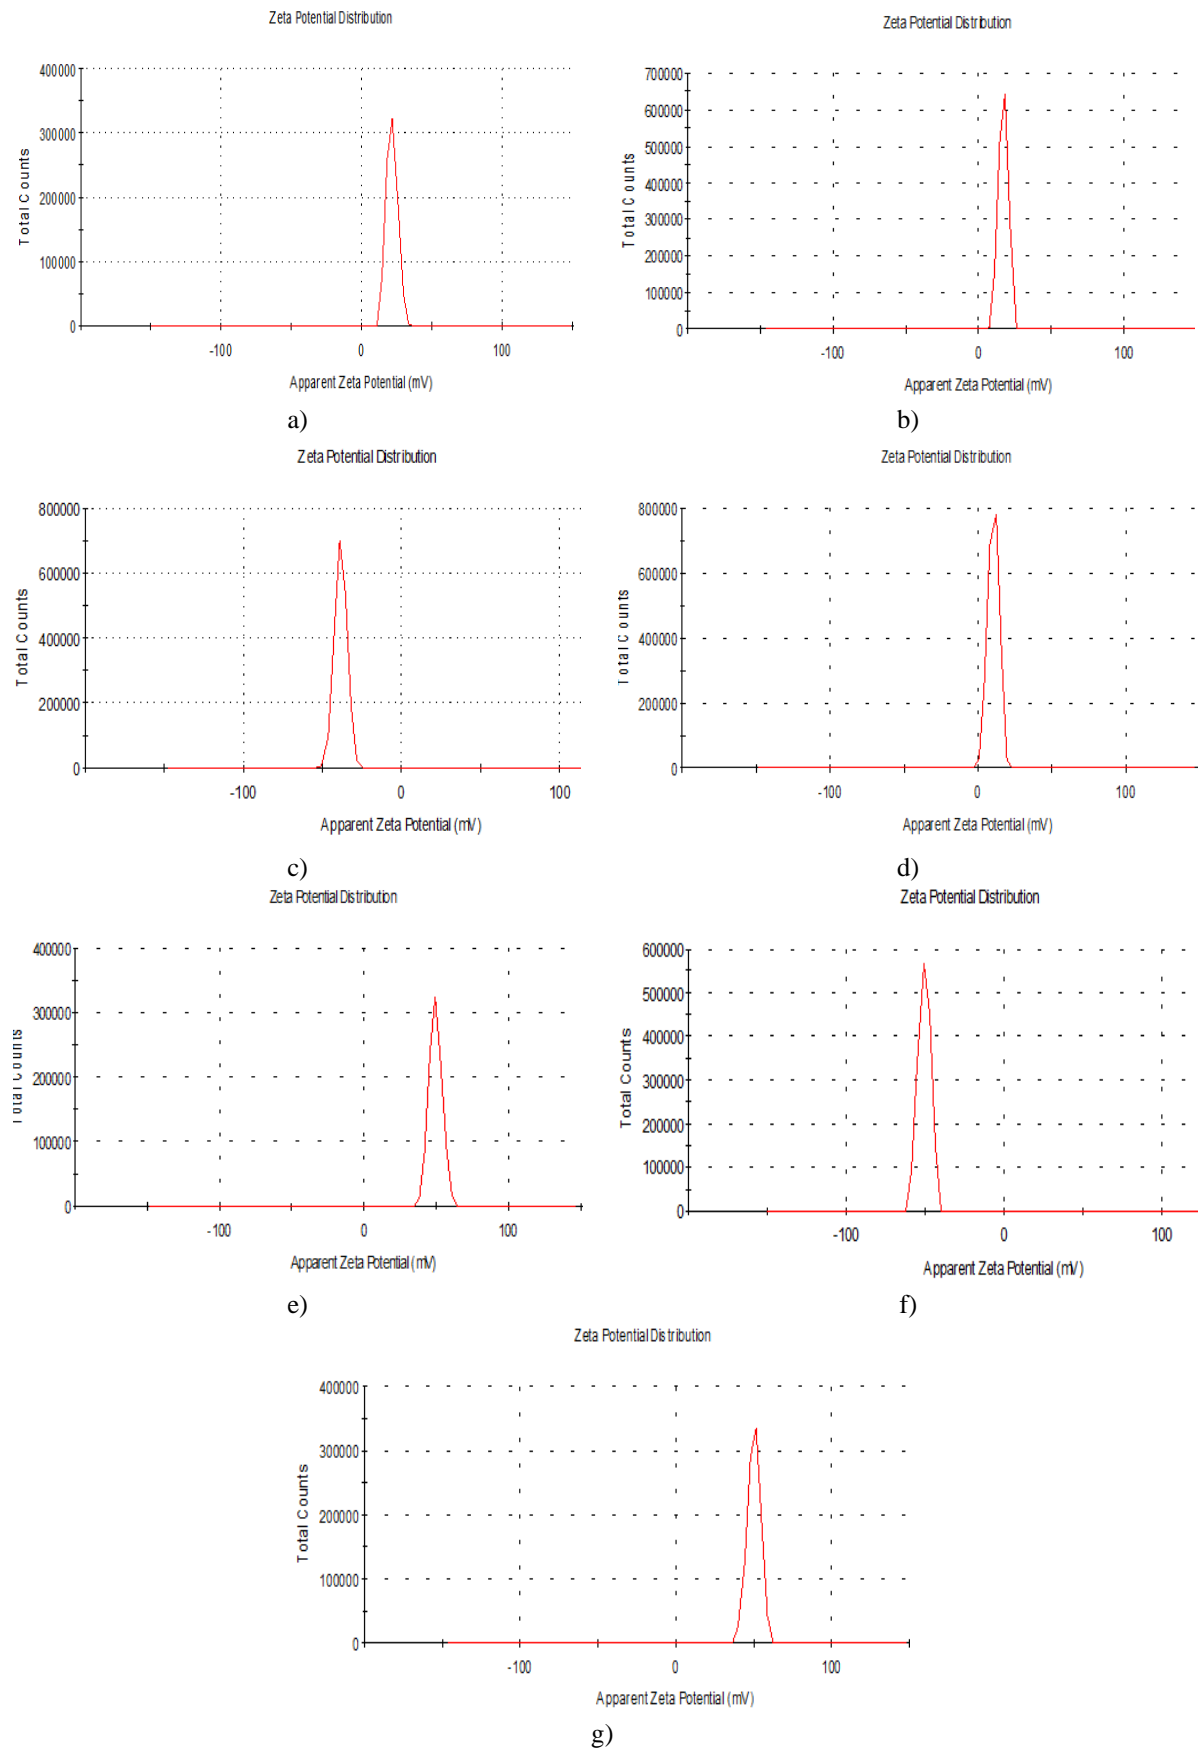 Zeta Potential Distribution
400000
300000
200000
100000
0
-100
0
100
Total Counts
Apparent Zeta Potential (mV)
a)
Zeta Potential Distribution
700000
600000
500000
400000
300000
200000
100000
0
-100
0
100
Total Counts
Apparent Zeta Potential (mV)
b)
Zeta Potential Distribution
800000
600000
400000
200000
0
-100
0
100
Total Counts
Apparent Zeta Potential (mV)
c)
Zeta Potential Distribution
800000
600000
400000
200000
0
-100
0
100
Total Counts
Apparent Zeta Potential (mV)
d)
Zeta Potential Distribution
400000
300000
200000
100000
0
-100
0
100
Total Counts
Apparent Zeta Potential (mV)
e)
Zeta Potential Distribution
600000
500000
400000
300000
200000
100000
0
-100
0
100
Total Counts
Apparent Zeta Potential (mV)
f)
Zeta Potential Distribution
400000
300000
200000
100000
0
-100
0
100
Total Counts
Apparent Zeta Potential (mV)
g)